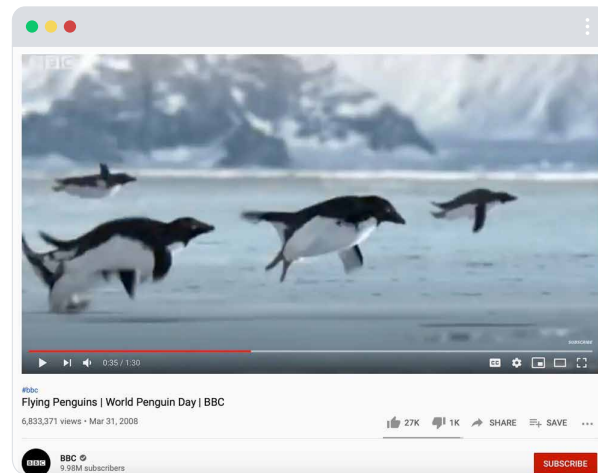 BBC
SUBSCRIBE
0:35 / 1:30
CC
#bbc
Flying Penguins | World Penguin Day | BBC
6,833,371 views • Mar 31, 2008
27K 1K SHARE SAVE
BBC BBC
9.98M subscribers
SUBSCRIBE